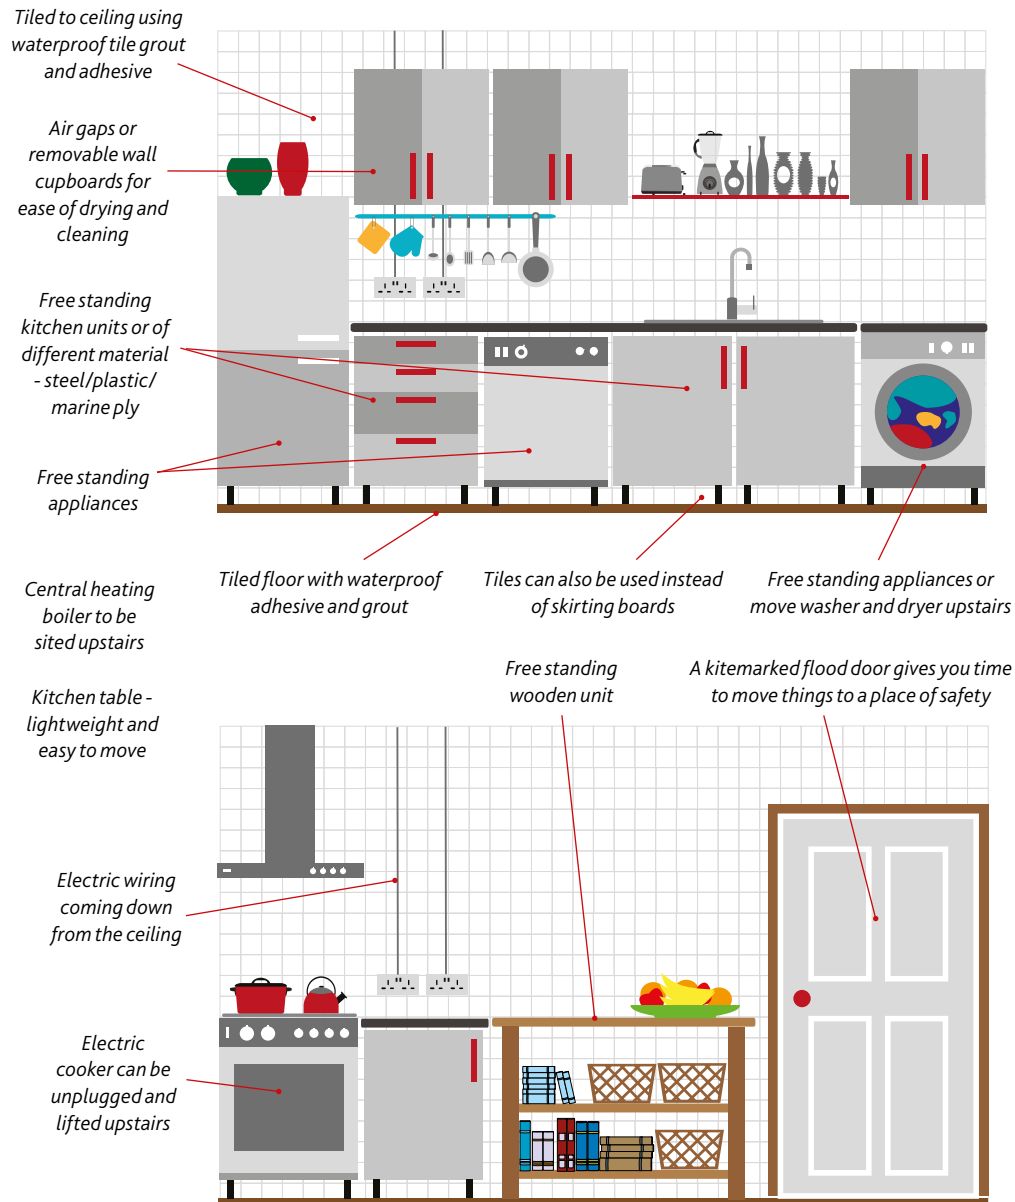 Tiled to ceiling using
waterproof tile grout
and adhesive
Air gaps or
removable wall
cupboards for
ease of drying and
cleaning
Free standing
kitchen units or of
different material
- steel/plastic/
marine ply
Free standing
appliances
Tiled floor with waterproof
adhesive and grout
Tiles can also be used instead
of skirting boards
Free standing appliances or
move washer and dryer upstairs
Central heating
boiler to be
sited upstairs
Kitchen table -
lightweight and
easy to move
Free standing
wooden unit
A kitemarked flood door gives you time
to move things to a place of safety
Electric wiring
coming down
from the ceiling
Electric
cooker can be
unplugged and
lifted upstairs